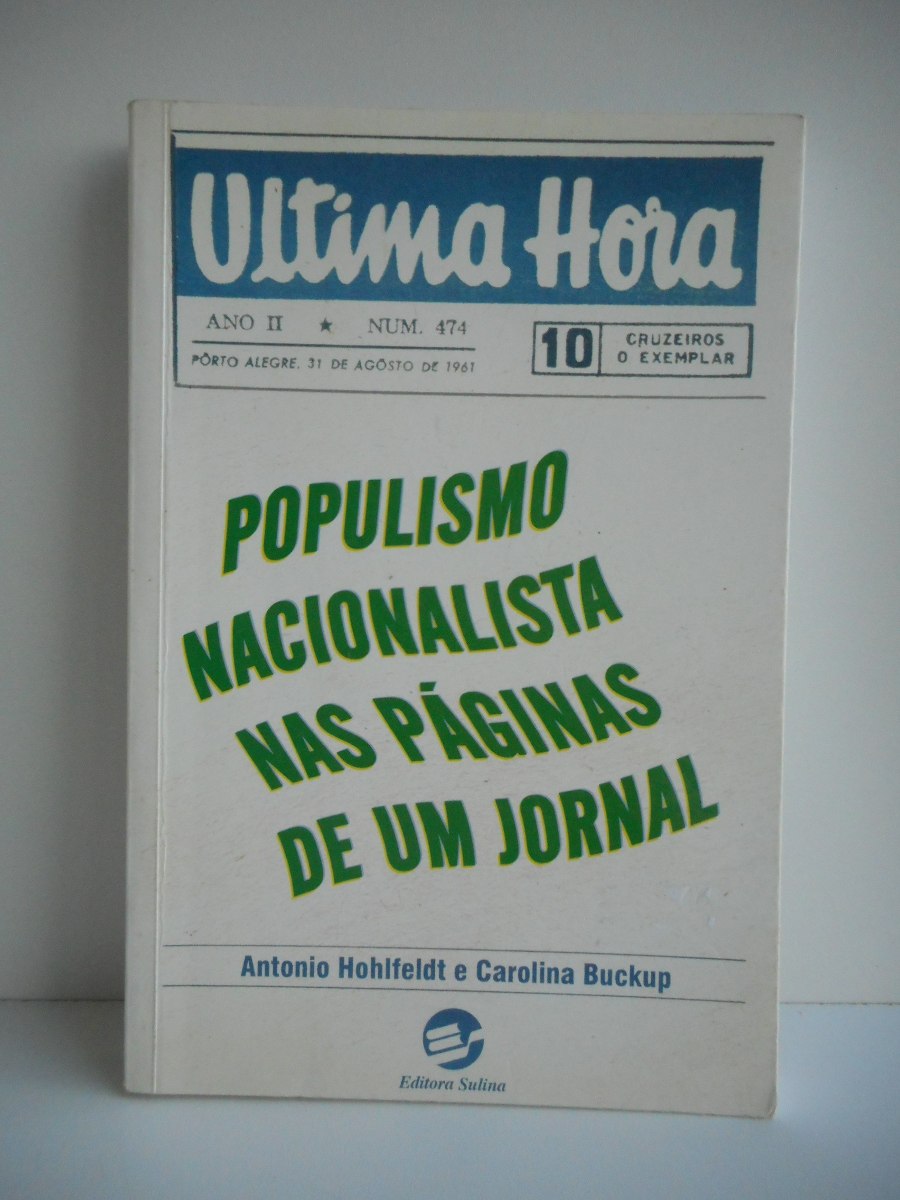 Ultima Hora
ANO II ★ NUM. 474
PÔRTO ALEGRE, 31 DE AGÔSTO DE 1961
10 CRUZEIROS
O EXEMPLAR
POPULISMO
NACIONALISTA
NAS PÁGINAS
DE UM JORNAL
Antonio Hohlfeldt e Carolina Buckup
Editora Sulina